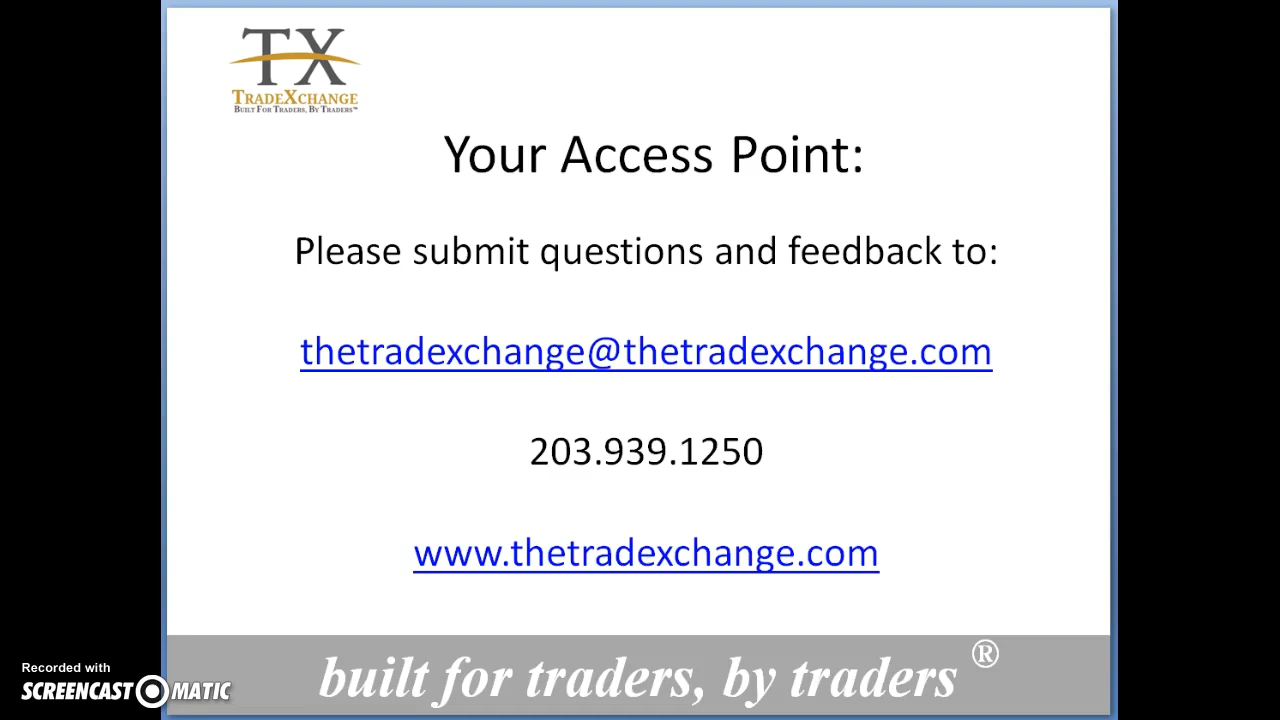 TX
TRADEXCHANGE
BUILT FOR TRADERS, BY TRADERS™
Your Access Point:
Please submit questions and feedback to:
thetradexchange@thetradexchange.com
203.939.1250
www.thetradexchange.com
built for traders, by traders ®
Recorded with
SCREENCAST-O-MATIC